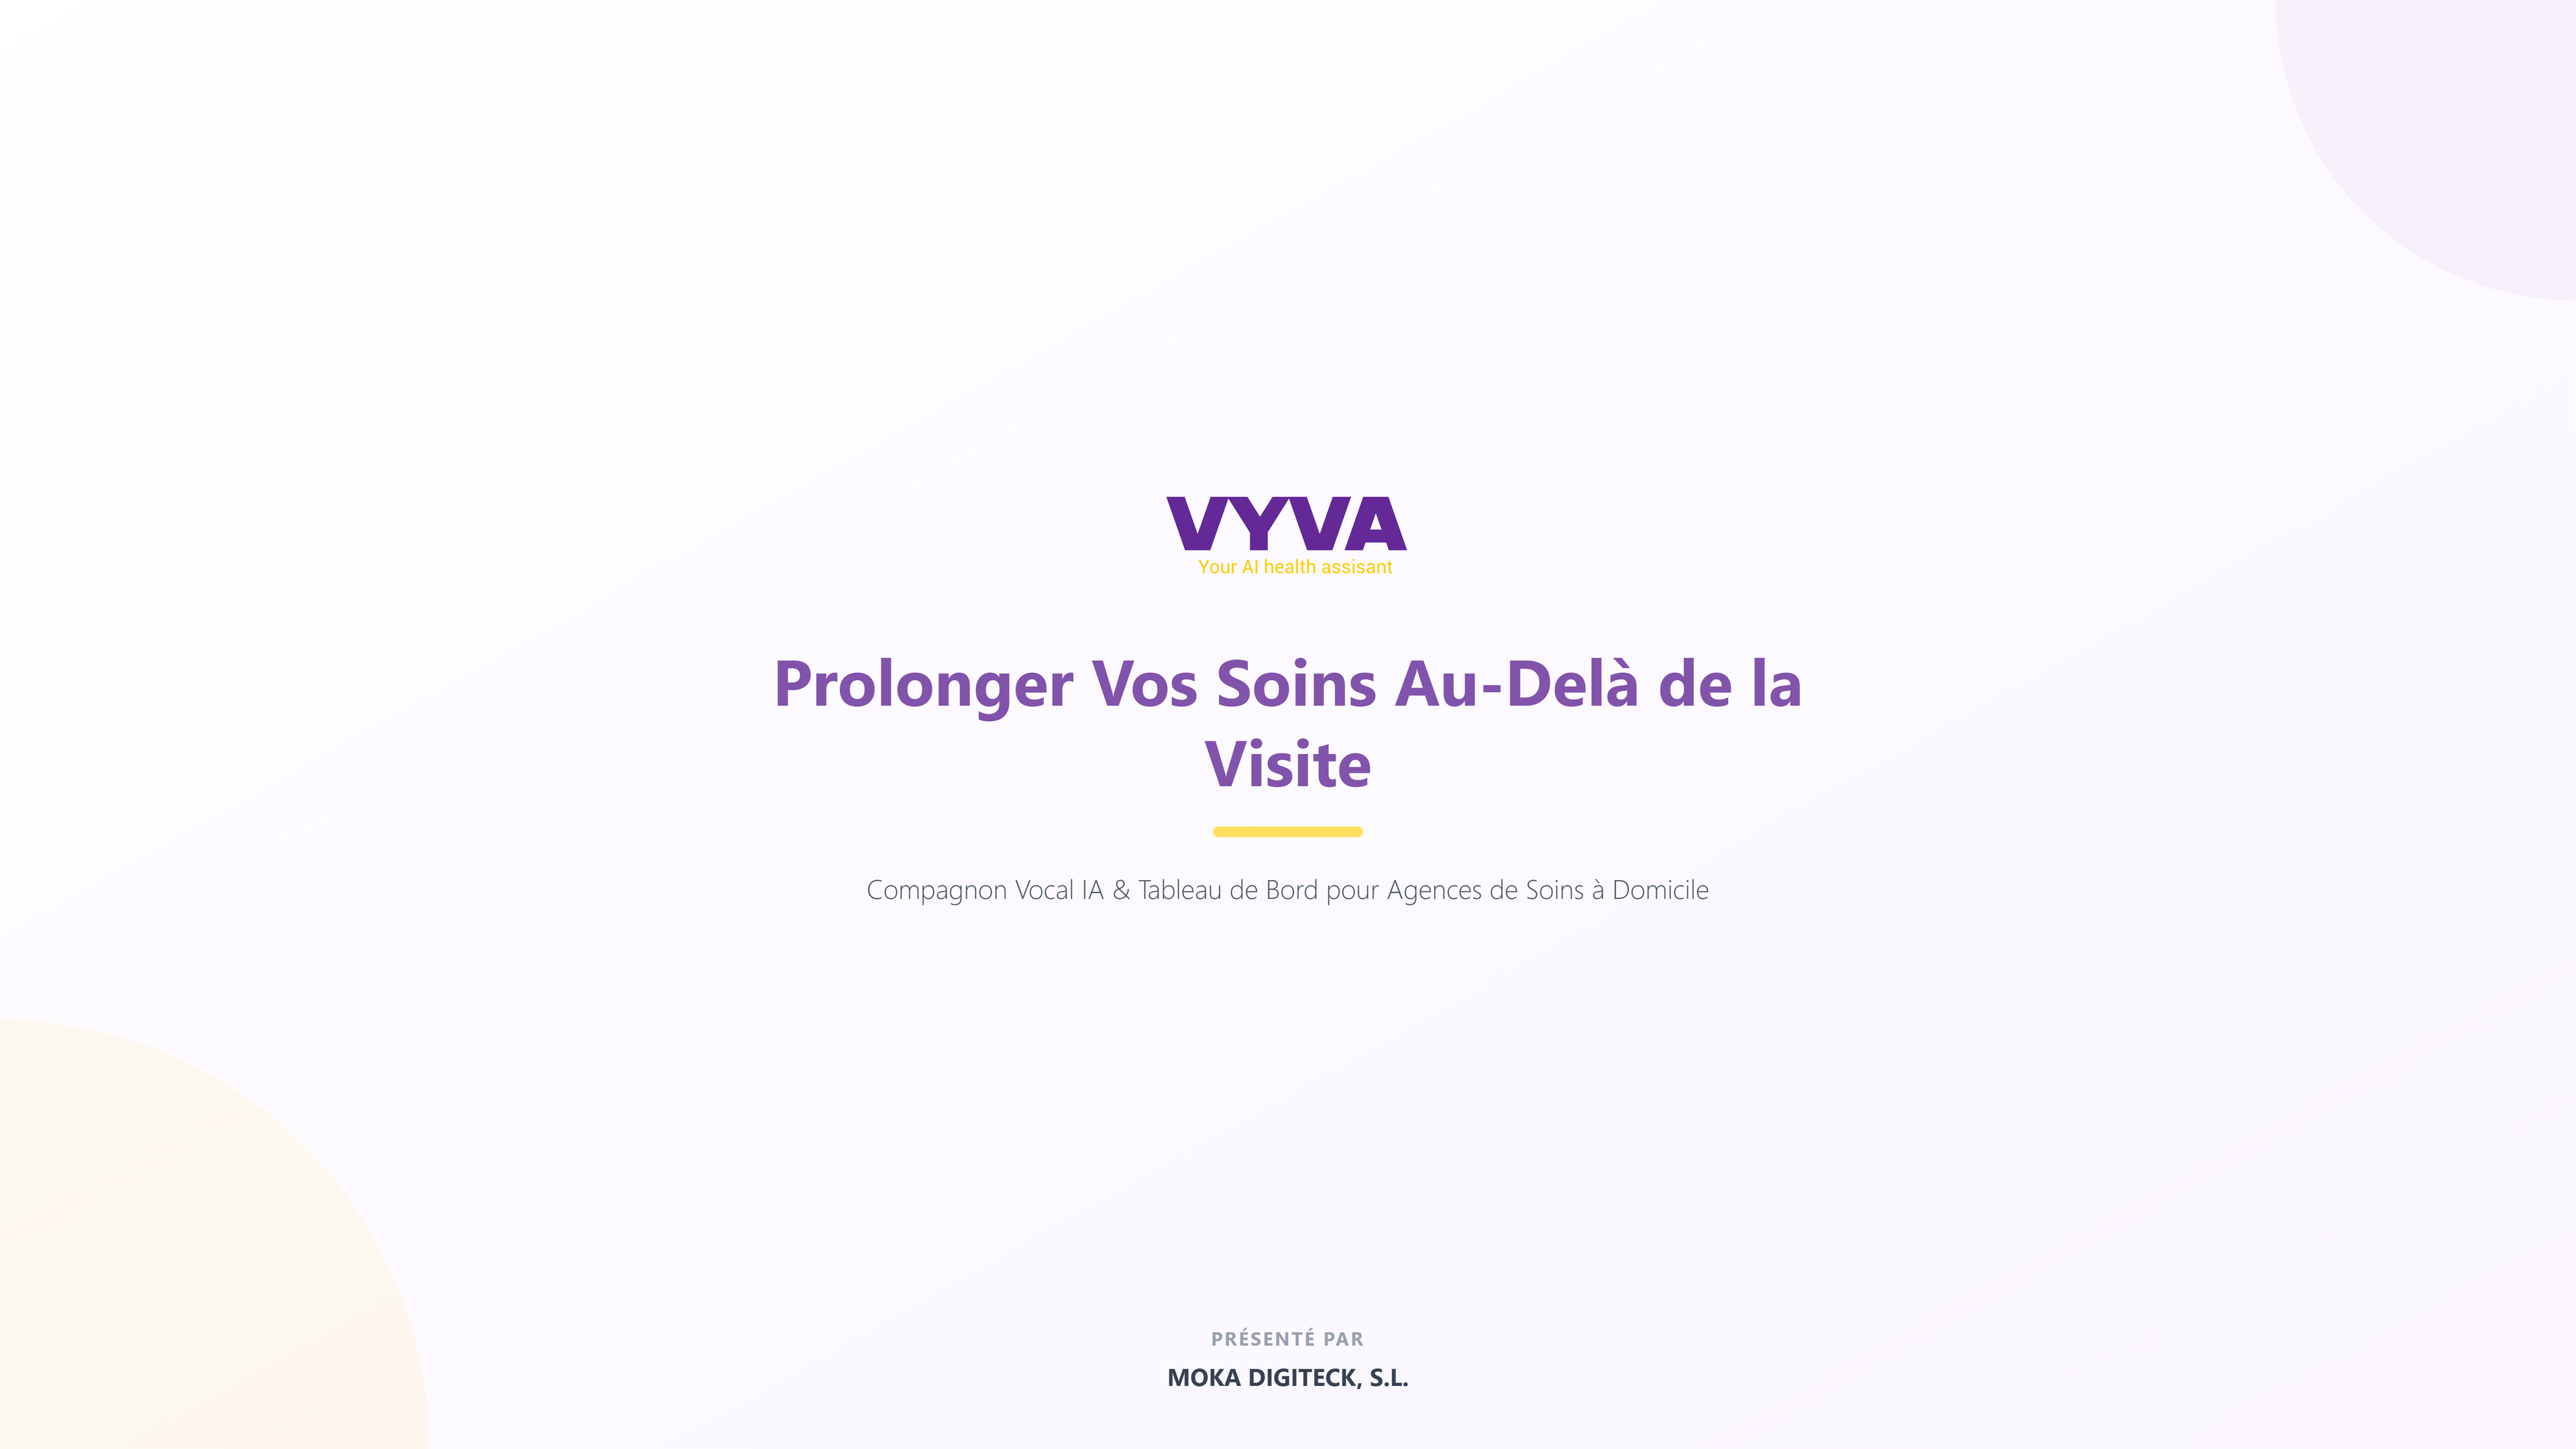 VYVA
Your AI health assisant
Prolonger Vos Soins Au-Delà de la
Visite
Compagnon Vocal IA & Tableau de Bord pour Agences de Soins à Domicile
PRÉSENTÉ PAR
MOKA DIGITECK, S.L.